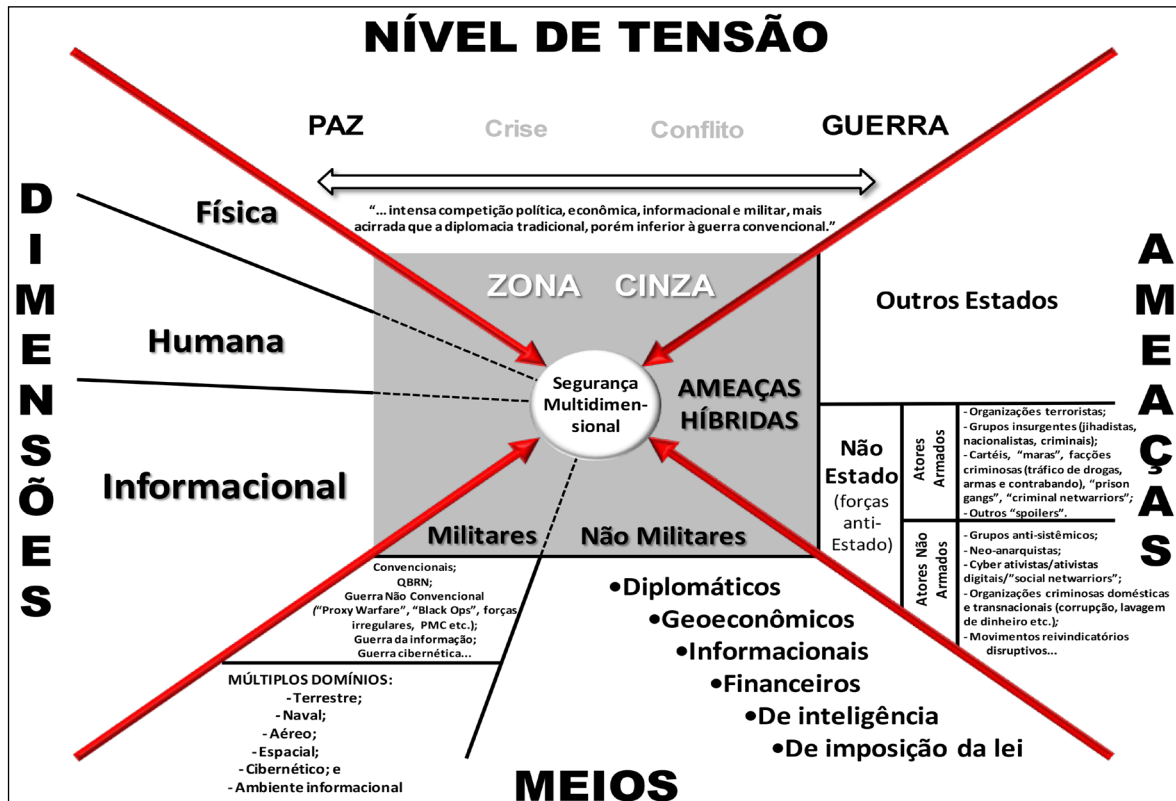 NÍVEL DE TENSÃO
PAZ
Crise
Conflito
GUERRA
“... intensa competição política, econômica, informacional e militar, mais
acirrada que a diplomacia tradicional, porém inferior à guerra convencional.”
DIMENSÕES
Física
Humana
Informacional
ZONA CINZA
Segurança
Multidimen-
sional
AMEAÇAS
HÍBRIDAS
Militares
Não Militares
AMEAÇAS
Outros Estados
Não
Estado
(forças
anti-
Estado)
Atores
Armados
- Organizações terroristas;
- Grupos insurgentes (jihadistas,
nacionalistas, criminais);
- Cartéis, “maras”, facções
criminosas (tráfico de drogas,
armas e contrabando), “prison
gangs”, “criminal netwarriors”;
- Outros “spoilers”.
Atores Não
Armados
- Grupos anti-sistêmicos;
- Neo-anarquistas;
- Cyber ativistas/ativistas
digitais/”social netwarriors”;
- Organizações criminosas domésticas
e transnacionais (corrupção, lavagem
de dinheiro etc.);
- Movimentos reivindicatórios
disruptivos...
Convencionais;
QBRN;
Guerra Não Convencional
(“Proxy Warfare”, “Black Ops”, forças
irregulares, PMC etc.);
Guerra da informação;
Guerra cibernética...
MÚLTIPLOS DOMÍNIOS:
- Terrestre;
- Naval;
- Aéreo;
- Espacial;
- Cibernético; e
- Ambiente informacional
•Diplomáticos
•Geoeconômicos
•Informacionais
•Financeiros
•De inteligência
•De imposição da lei
MEIOS